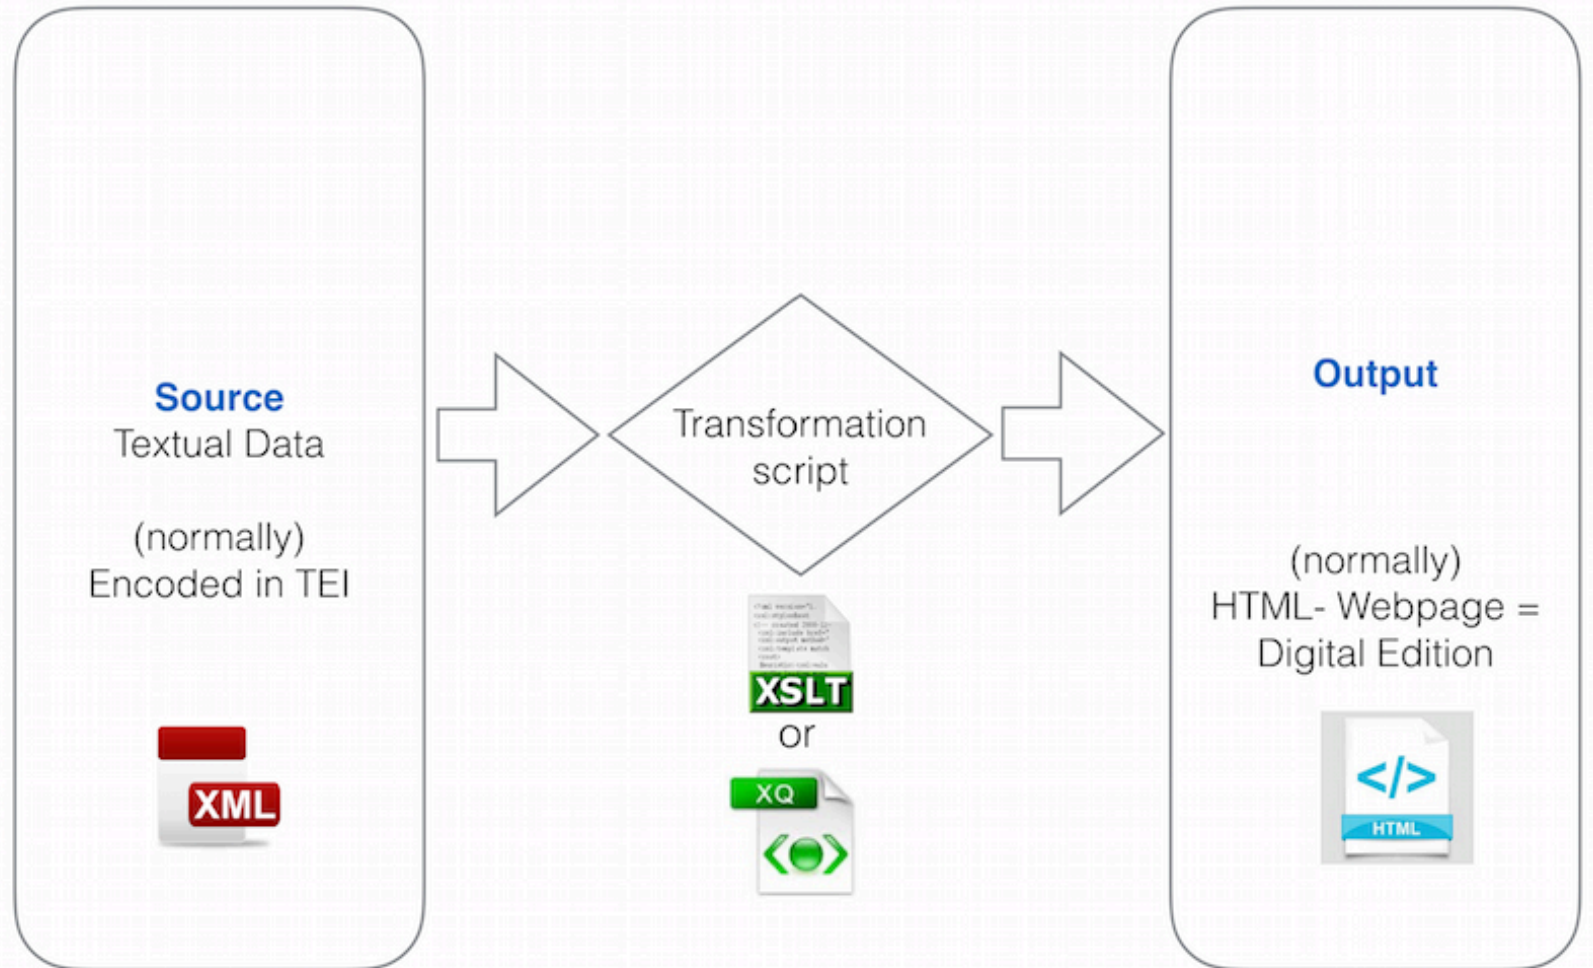 Source
Textual Data
(normally)
Encoded in TEI
XML
Transformation
script
XSLT
or
XQ
Output
(normally)
HTML- Webpage =
Digital Edition
</>
HTML